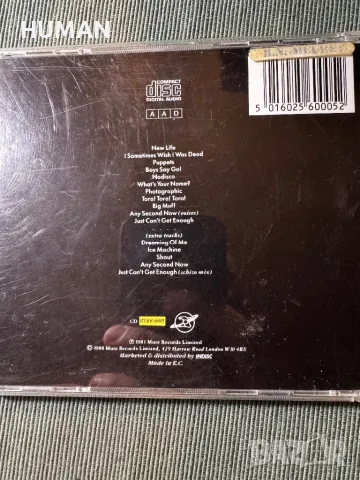 HUMAN
COMPACT
disc
DIGITAL AUDIO
A A D
5 016025 600052
New Life
I Sometimes Wish I Was Dead
Puppets
Boys Say Go!
Nodisco
What's Your Name?
Photographic
Tora! Tora! Tora!
Big Muff
Any Second Now (voices)
Just Can't Get Enough
(extra tracks)
Dreaming Of Me
Ice Machine
Shout
Any Second Now
Just Can't Get Enough (schizo mix)
CD
℗ 1981 Mute Records Limited
© 1988 Mute Records Limited, 429 Harrow Road London W10 4RE
Marketed & distributed by INDISC
Made in E.C.
BAZAR